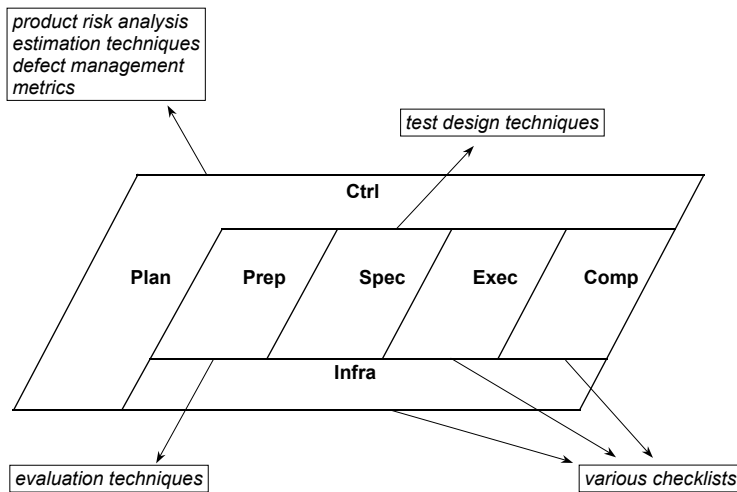 product risk analysis
estimation techniques
defect management
metrics
test design techniques
Ctrl
Plan
Prep
Spec
Exec
Comp
Infra
evaluation techniques
various checklists